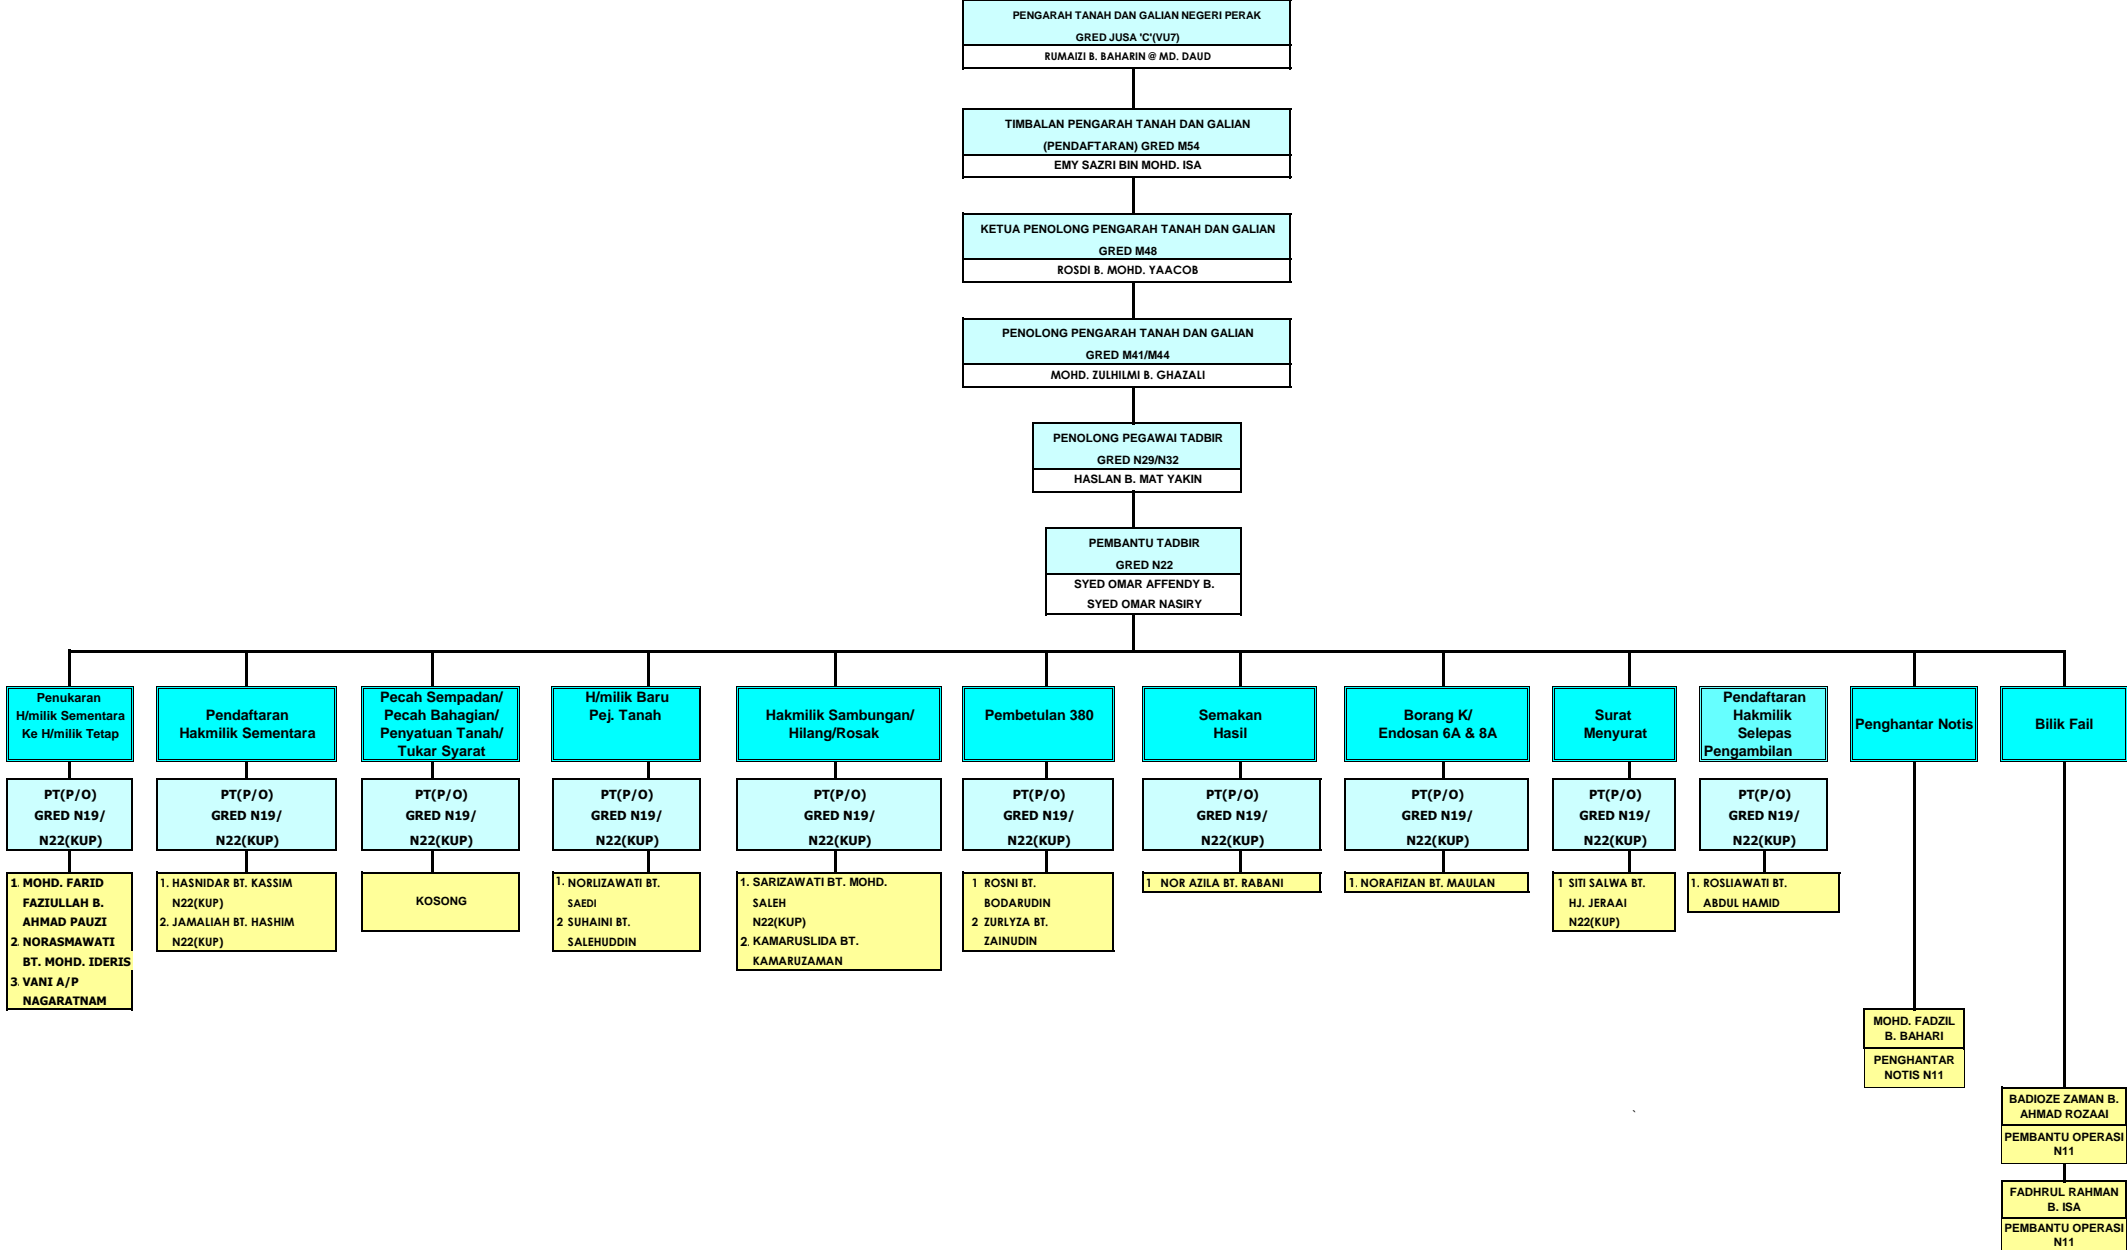 PENGARAH TANAH DAN GALIAN NEGERI PERAK
GRED JUSA 'C'(VU7)
RUMAIZI B. BAHARIN @ MD. DAUD
TIMBALAN PENGARAH TANAH DAN GALIAN
(PENDAFTARAN) GRED M54
EMY SAZRI BIN MOHD. ISA
KETUA PENOLONG PENGARAH TANAH DAN GALIAN
GRED M48
ROSDI B. MOHD. YAACOB
PENOLONG PENGARAH TANAH DAN GALIAN
GRED M41/M44
MOHD. ZULHILMI B. GHAZALI
PENOLONG PEGAWAI TADBIR
GRED N29/N32
HASLAN B. MAT YAKIN
PEMBANTU TADBIR
GRED N22
SYED OMAR AFFENDY B.
SYED OMAR NASIRY
Penukaran
H/milik Sementara
Ke H/milik Tetap
PT(P/O)
GRED N19/
N22(KUP)
1. MOHD. FARID
FAZIULLAH B.
AHMAD PAUZI
2. NORASMAWATI
BT. MOHD. IDERIS
3. VANI A/P
NAGARATNAM
Pendaftaran
Hakmilik Sementara
PT(P/O)
GRED N19/
N22(KUP)
1. HASNIDAR BT. KASSIM
N22(KUP)
2. JAMALIAH BT. HASHIM
N22(KUP)
Pecah Sempadan/
Pecah Bahagian/
Penyatuan Tanah/
Tukar Syarat
PT(P/O)
GRED N19/
N22(KUP)
KOSONG
H/milik Baru
Pej. Tanah
PT(P/O)
GRED N19/
N22(KUP)
1. NORLIZAWATI BT.
SAEDI
2 SUHAINI BT.
SALEHUDDIN
Hakmilik Sambungan/
Hilang/Rosak
PT(P/O)
GRED N19/
N22(KUP)
1. SARIZAWATI BT. MOHD.
SALEH
N22(KUP)
2. KAMARUSLIDA BT.
KAMARUZAMAN
Pembetulan 380
PT(P/O)
GRED N19/
N22(KUP)
1 ROSNI BT.
BODARUDIN
2 ZURLYZA BT.
ZAINUDIN
Semakan
Hasil
PT(P/O)
GRED N19/
N22(KUP)
1 NOR AZILA BT. RABANI
Borang K/
Endosan 6A & 8A
PT(P/O)
GRED N19/
N22(KUP)
1. NORAFIZAN BT. MAULAN
Surat
Menyurat
PT(P/O)
GRED N19/
N22(KUP)
1 SITI SALWA BT.
HJ. JERAAI
N22(KUP)
Pendaftaran
Hakmilik
Selepas
Pengambilan
PT(P/O)
GRED N19/
N22(KUP)
1. ROSLIAWATI BT.
ABDUL HAMID
Penghantar Notis
MOHD. FADZIL
B. BAHARI
PENGHANTAR
NOTIS N11
Bilik Fail
BADIOZE ZAMAN B.
AHMAD ROZAAI
PEMBANTU OPERASI
N11
FADHRUL RAHMAN
B. ISA
PEMBANTU OPERASI
N11
`